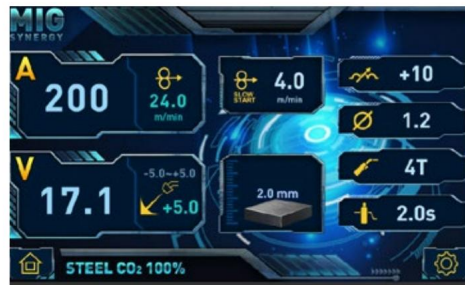 MIG
SYNERGY
A
200
24.0
m/min
SLOW
START
4.0
m/min
+10
1.2
4T
2.0s
V
17.1
-5.0~+5.0
+5.0
2.0 mm
STEEL CO₂ 100%